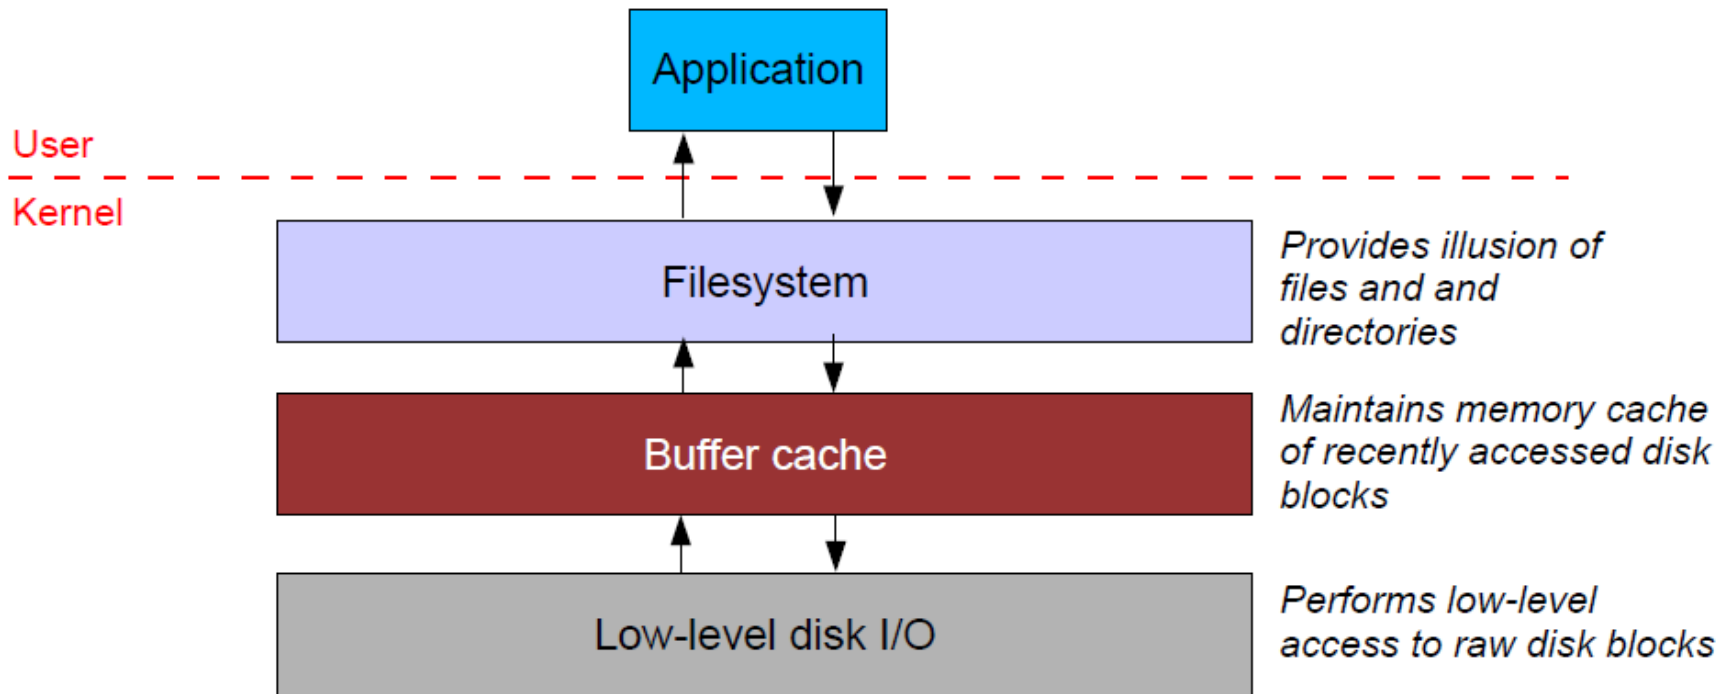 Application
User
Kernel
Filesystem
Provides illusion of
files and and
directories
Buffer cache
Maintains memory cache
of recently accessed disk
blocks
Low-level disk I/O
Performs low-level
access to raw disk blocks